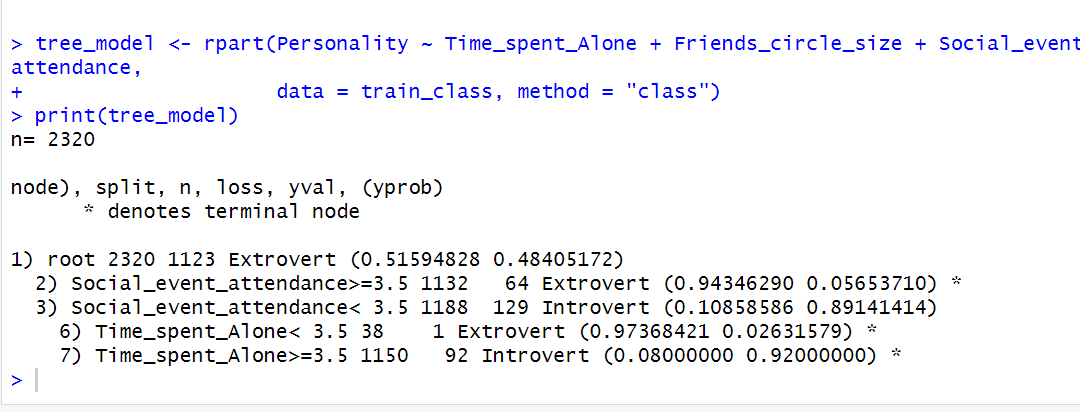 > tree_model <- rpart(Personality ~ Time_spent_Alone + Friends_circle_size + Social_event
attendance,
+                      data = train_class, method = "class")
> print(tree_model)
n= 2320
node), split, n, loss, yval, (yprob)
      * denotes terminal node
1) root 2320 1123 Extrovert (0.51594828 0.48405172)
  2) Social_event_attendance>=3.5 1132   64 Extrovert (0.94346290 0.05653710) *
  3) Social_event_attendance< 3.5 1188  129 Introvert (0.10858586 0.89141414)
    6) Time_spent_Alone< 3.5 38    1 Extrovert (0.97368421 0.02631579) *
    7) Time_spent_Alone>=3.5 1150   92 Introvert (0.08000000 0.92000000) *
>